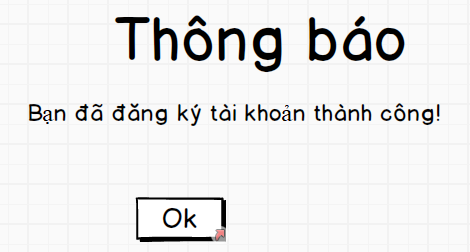 Thông báo
Bạn đã đăng ký tài khoản thành công!
Ok